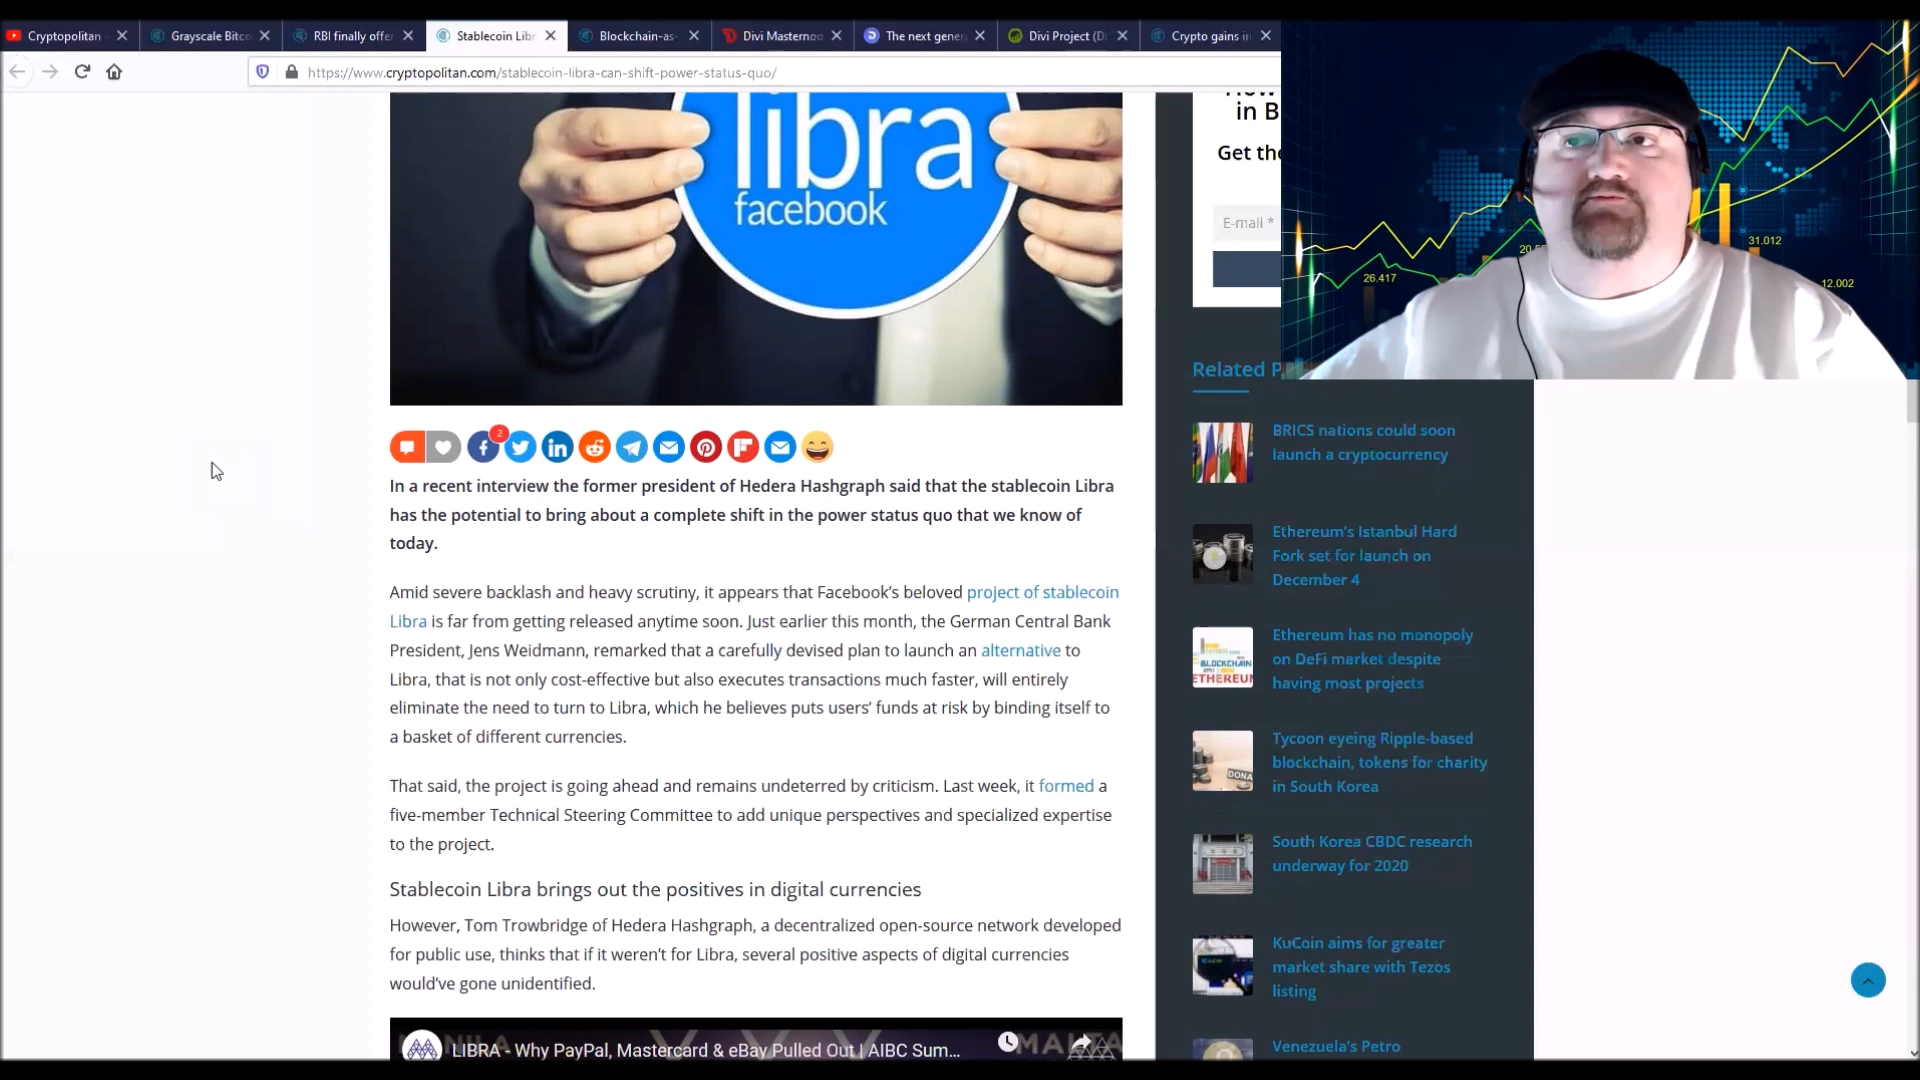 Cryptopolitan
Grayscale Bitco
RBI finally offe
Stablecoin Libr
Blockchain-as-
Divi Masternod
The next gener
Divi Project (DI
Crypto gains in
https://www.cryptopolitan.com/stablecoin-libra-can-shift-power-status-quo/
libra
facebook
in B
Get the
E-mail *
26.417
31.012
12.002
2
In a recent interview the former president of Hedera Hashgraph said that the stablecoin Libra
has the potential to bring about a complete shift in the power status quo that we know of
today.
Amid severe backlash and heavy scrutiny, it appears that Facebook's beloved project of stablecoin
Libra is far from getting released anytime soon. Just earlier this month, the German Central Bank
President, Jens Weidmann, remarked that a carefully devised plan to launch an alternative to
Libra, that is not only cost-effective but also executes transactions much faster, will entirely
eliminate the need to turn to Libra, which he believes puts users' funds at risk by binding itself to
a basket of different currencies.
That said, the project is going ahead and remains undeterred by criticism. Last week, it formed a
five-member Technical Steering Committee to add unique perspectives and specialized expertise
to the project.
Stablecoin Libra brings out the positives in digital currencies
However, Tom Trowbridge of Hedera Hashgraph, a decentralized open-source network developed
for public use, thinks that if it weren't for Libra, several positive aspects of digital currencies
would've gone unidentified.
LIBRA - Why PayPal, Mastercard & eBay Pulled Out | AIBC Sum...
Related P
BRICS nations could soon
launch a cryptocurrency
Ethereum's Istanbul Hard
Fork set for launch on
December 4
BLOCKCHAIN
ETHEREUM
Ethereum has no monopoly
on DeFi market despite
having most projects
DONA
Tycoon eyeing Ripple-based
blockchain, tokens for charity
in South Korea
South Korea CBDC research
underway for 2020
KuCoin aims for greater
market share with Tezos
listing
Venezuela's Petro